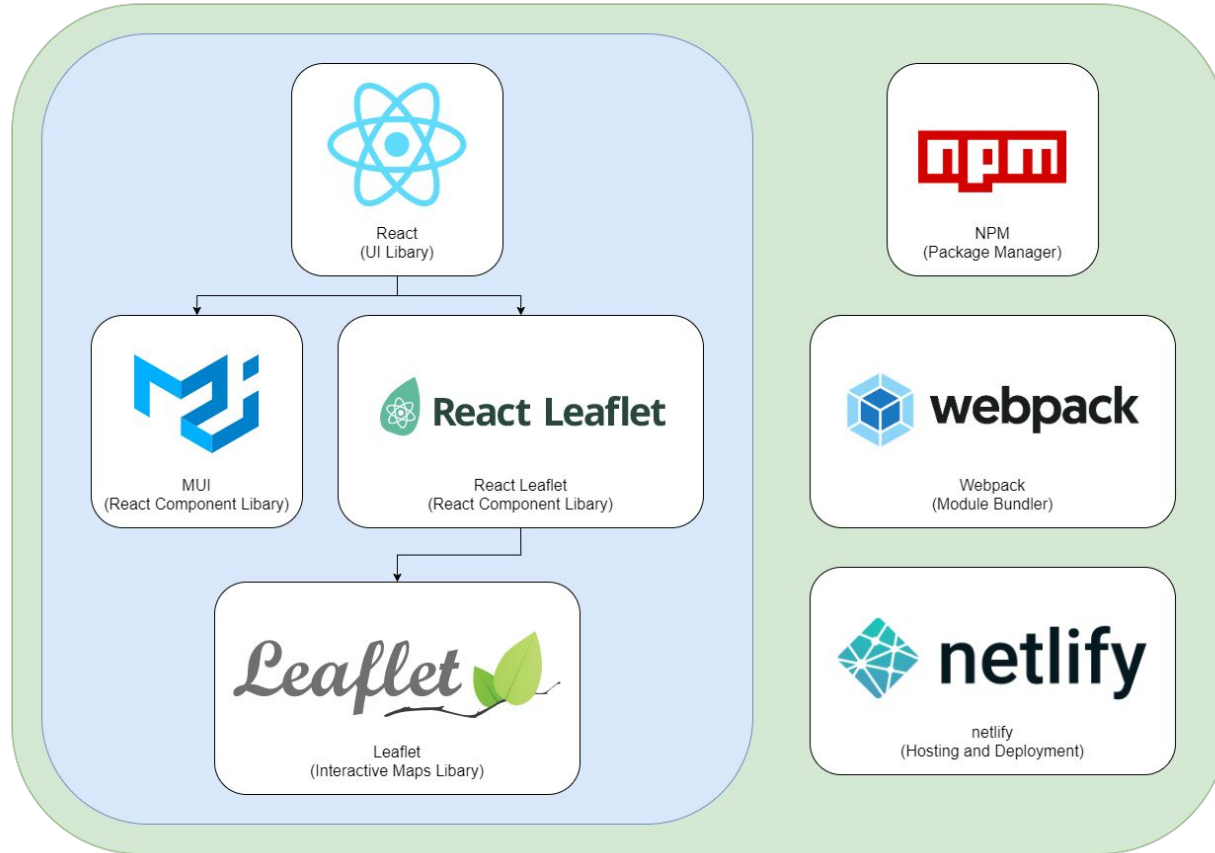 React
(UI Libary)
npm
NPM
(Package Manager)
MUI
(React Component Libary)
React Leaflet
React Leaflet
(React Component Libary)
webpack
Webpack
(Module Bundler)
Leaflet
Leaflet
(Interactive Maps Libary)
netlify
netlify
(Hosting and Deployment)